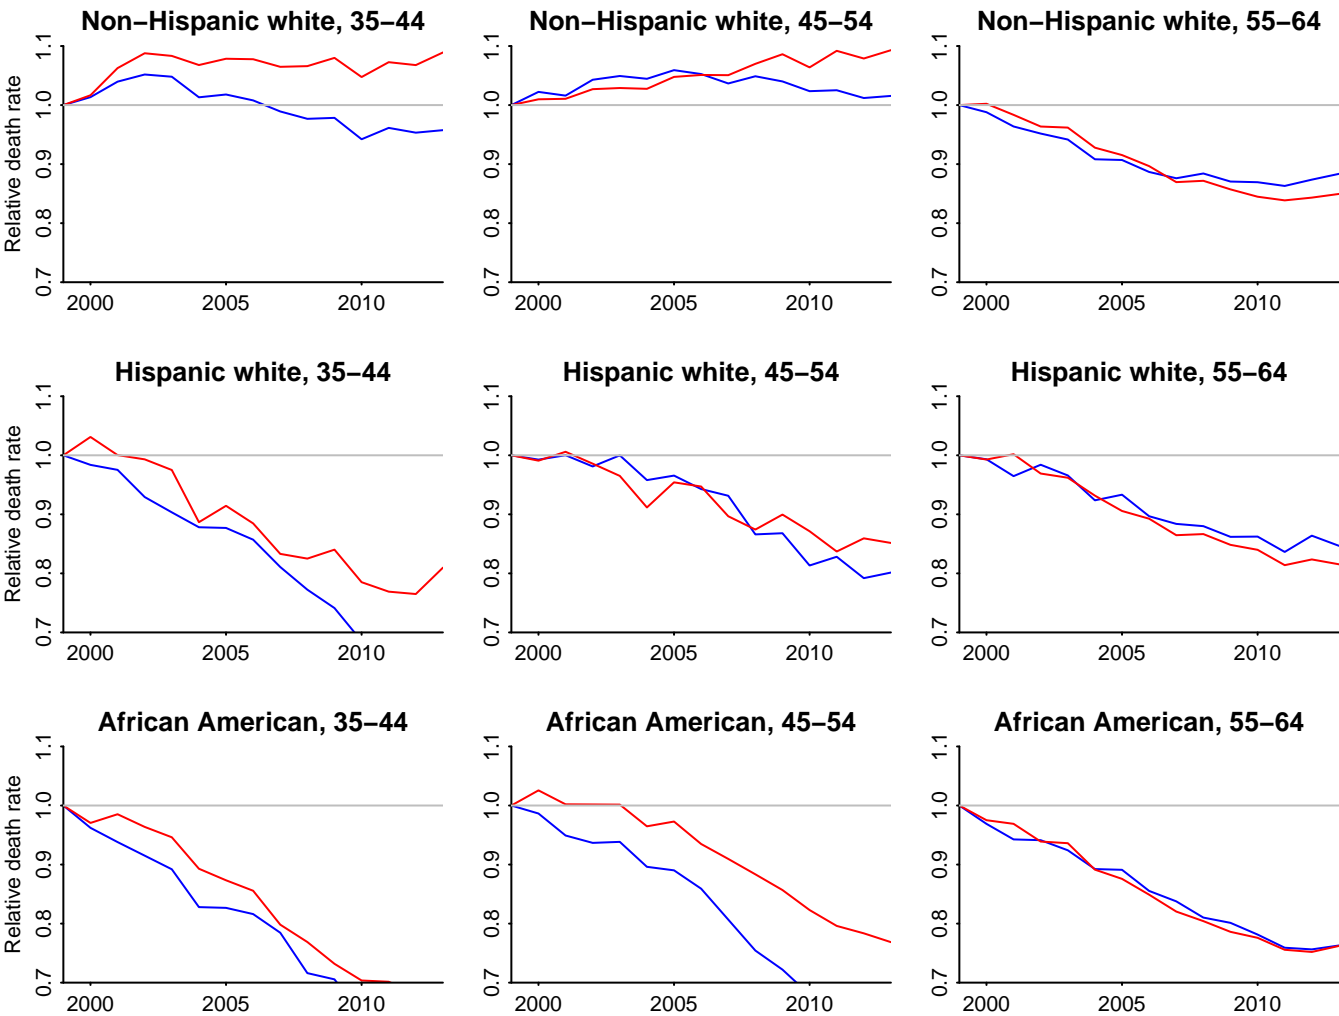 Non−Hispanic white, 35−44
Non−Hispanic white, 45−54
Non−Hispanic white, 55−64
Relative death rate
0.7 0.8 0.9 1.0 1.1
0.7 0.8 0.9 1.0 1.1
0.7 0.8 0.9 1.0 1.1
2000 2005 2010
2000 2005 2010
2000 2005 2010
Hispanic white, 35−44
Hispanic white, 45−54
Hispanic white, 55−64
Relative death rate
0.7 0.8 0.9 1.0 1.1
0.7 0.8 0.9 1.0 1.1
0.7 0.8 0.9 1.0 1.1
2000 2005 2010
2000 2005 2010
2000 2005 2010
African American, 35−44
African American, 45−54
African American, 55−64
Relative death rate
0.7 0.8 0.9 1.0 1.1
0.7 0.8 0.9 1.0 1.1
0.7 0.8 0.9 1.0 1.1
2000 2005 2010
2000 2005 2010
2000 2005 2010